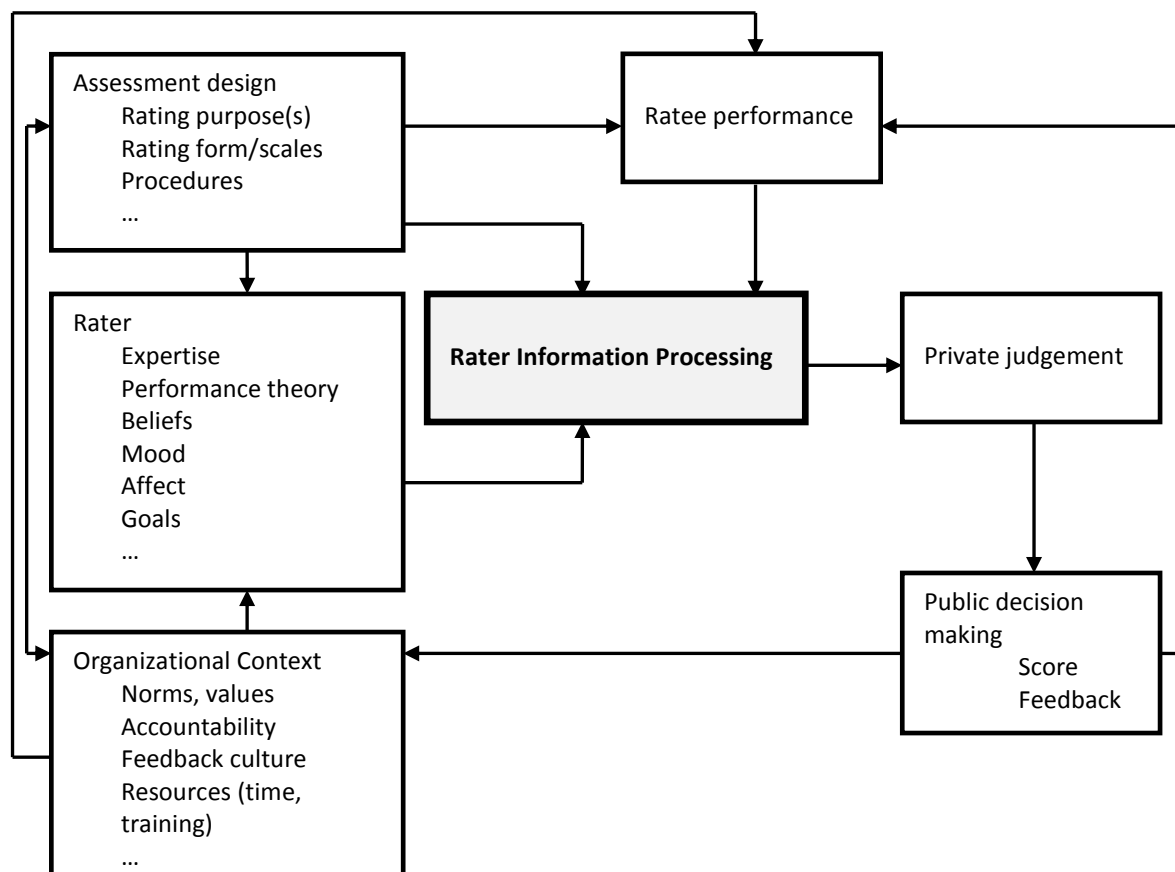 Assessment design
Rating purpose(s)
Rating form/scales
Procedures
...
Ratee performance
Rater
Expertise
Performance theory
Beliefs
Mood
Affect
Goals
...
Rater Information Processing
Private judgement
Public decision
making
Score
Feedback
Organizational Context
Norms, values
Accountability
Feedback culture
Resources (time,
training)
...